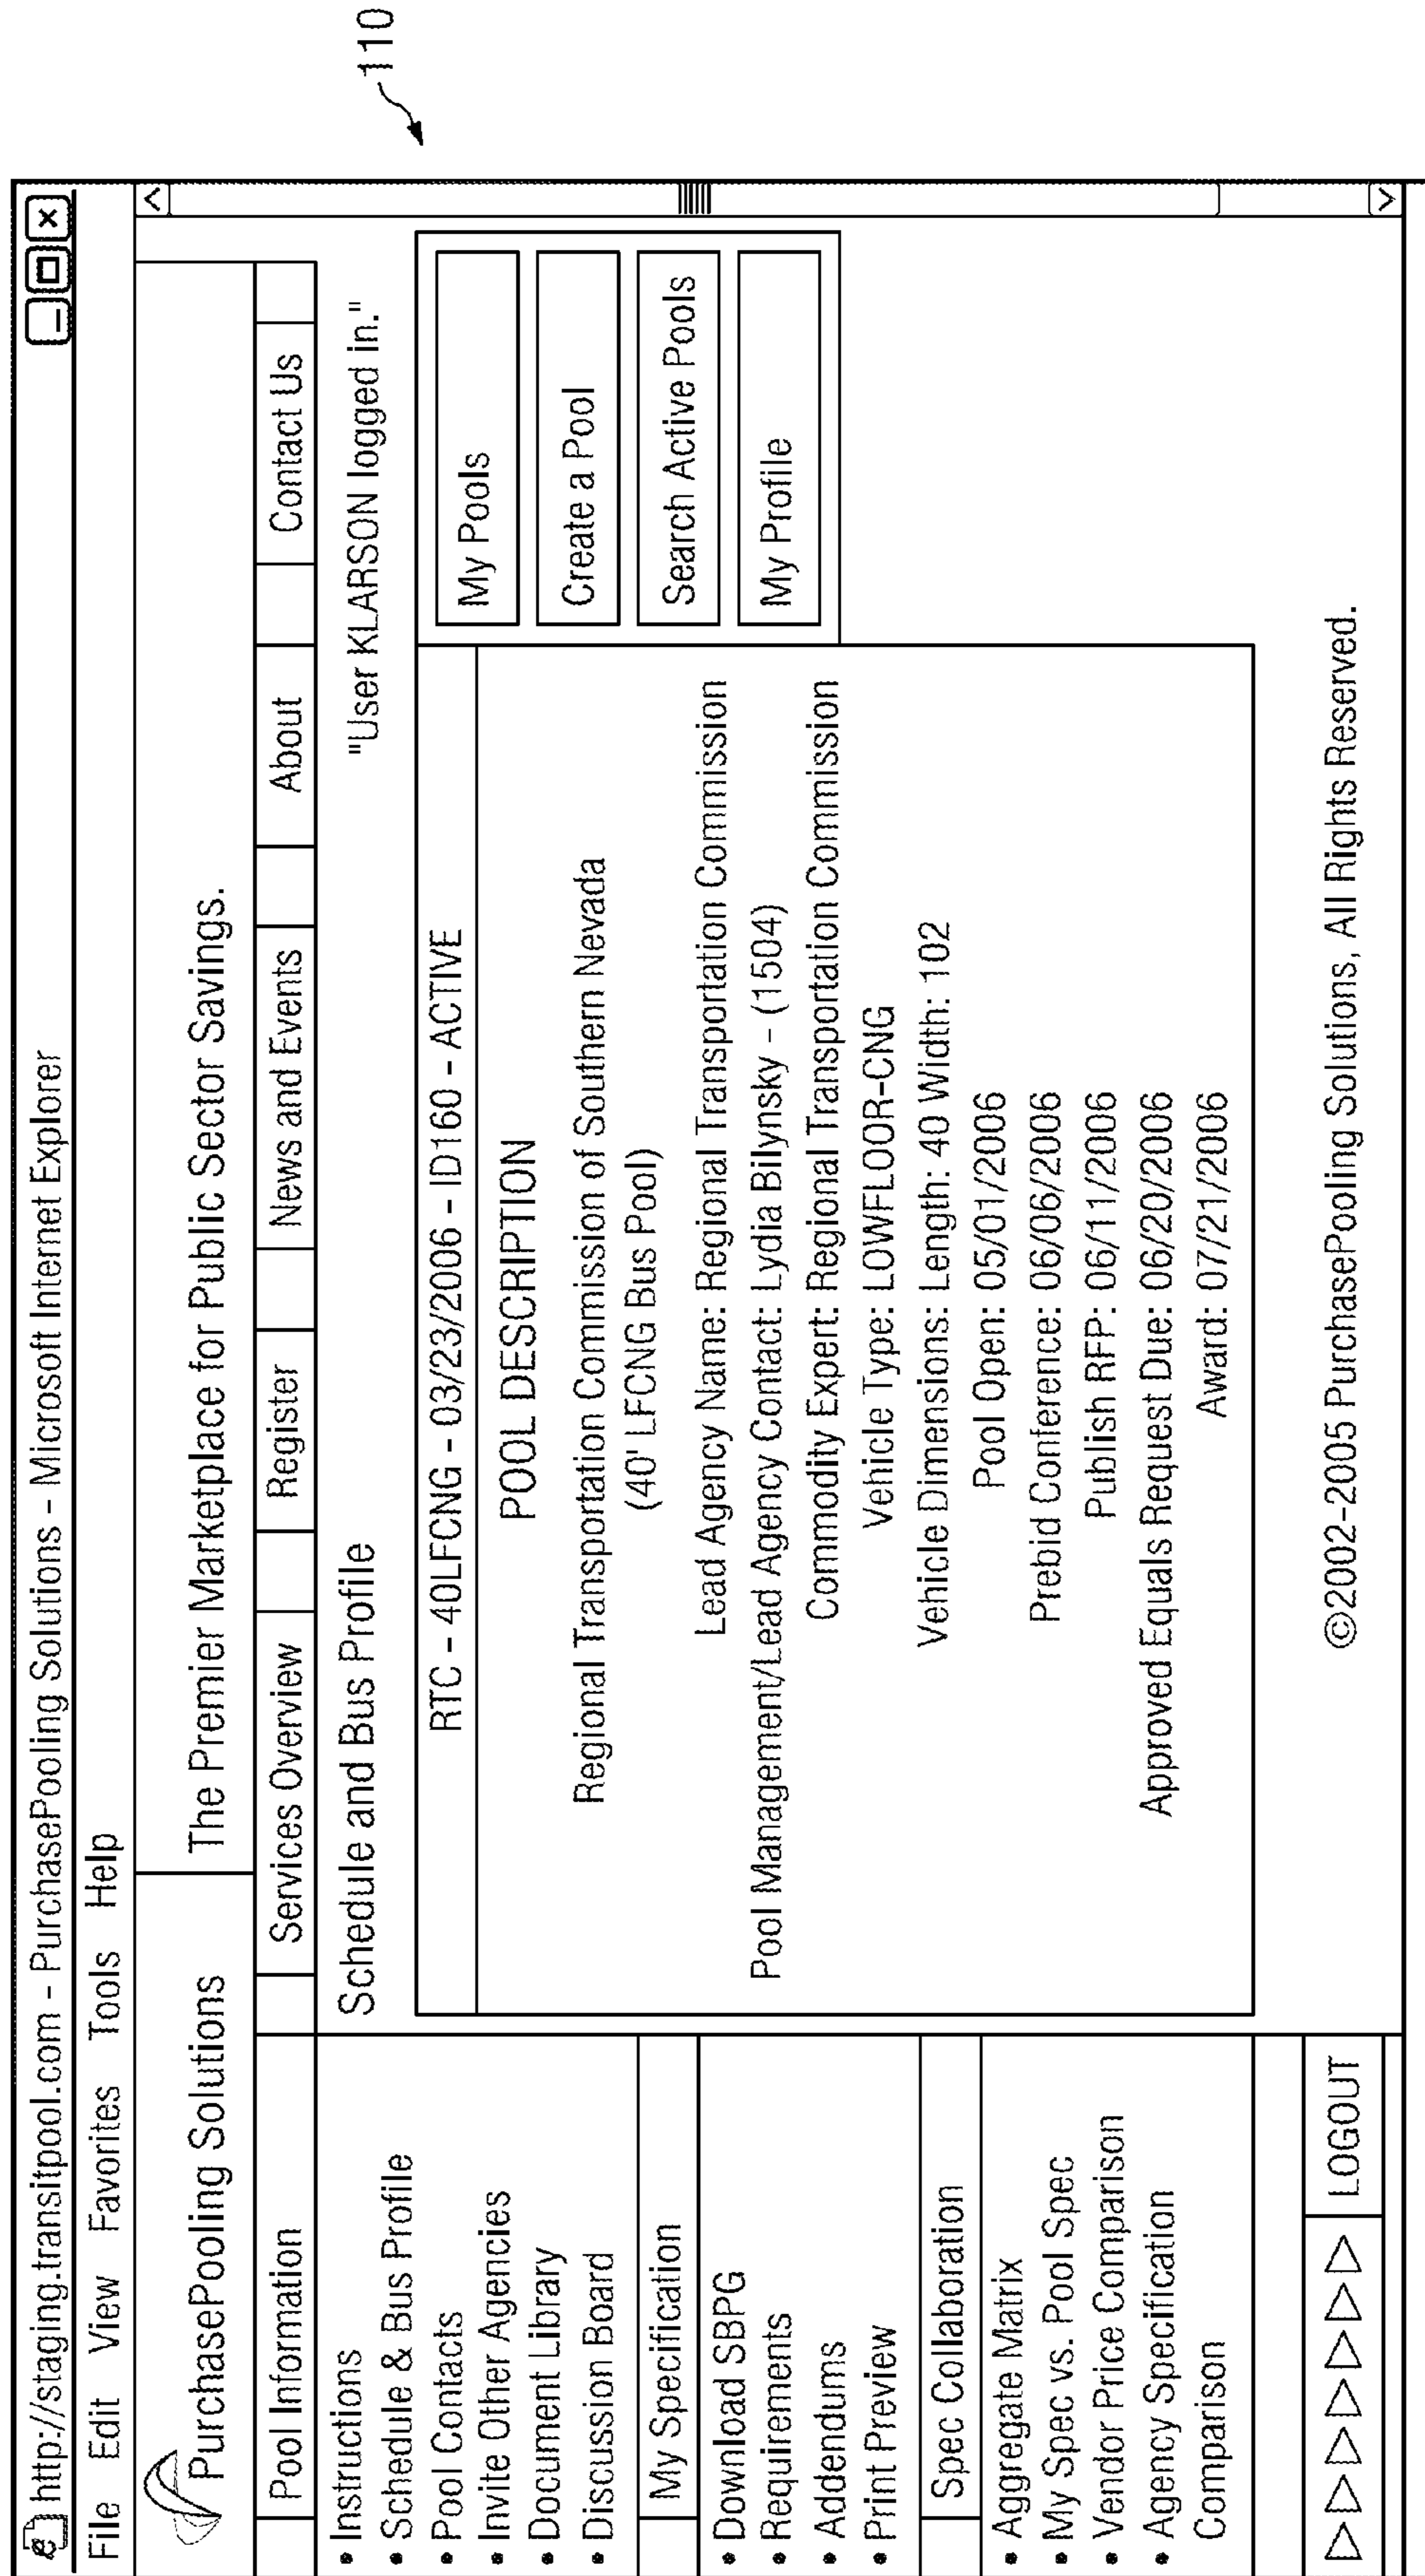 http://staging.transitpool.com - PurchasePooling Solutions - Microsoft Internet Explorer
File Edit View Favorites Tools Help
PurchasePooling Solutions
The Premier Marketplace for Public Sector Savings.
Pool Information
Services Overview
Register
News and Events
About
Contact Us
• Instructions
• Schedule & Bus Profile
• Pool Contacts
• Invite Other Agencies
• Document Library
• Discussion Board
My Specification
• Download SBPG
• Requirements
• Addendums
• Print Preview
Spec Collaboration
• Aggregate Matrix
• My Spec vs. Pool Spec
• Vendor Price Comparison
• Agency Specification
Comparison
LOGOUT
Schedule and Bus Profile
"User KLARSON logged in."
RTC - 40LFCNG - 03/23/2006 - ID160 - ACTIVE
POOL DESCRIPTION
Regional Transportation Commission of Southern Nevada
(40' LFCNG Bus Pool)
Lead Agency Name: Regional Transportation Commission
Pool Management/Lead Agency Contact: Lydia Bilynsky - (1504)
Commodity Expert: Regional Transportation Commission
Vehicle Type: LOWFLOOR-CNG
Vehicle Dimensions: Length: 40 Width: 102
Pool Open: 05/01/2006
Prebid Conference: 06/06/2006
Publish RFP: 06/11/2006
Approved Equals Request Due: 06/20/2006
Award: 07/21/2006
My Pools
Create a Pool
Search Active Pools
My Profile
©2002-2005 PurchasePooling Solutions, All Rights Reserved.
110